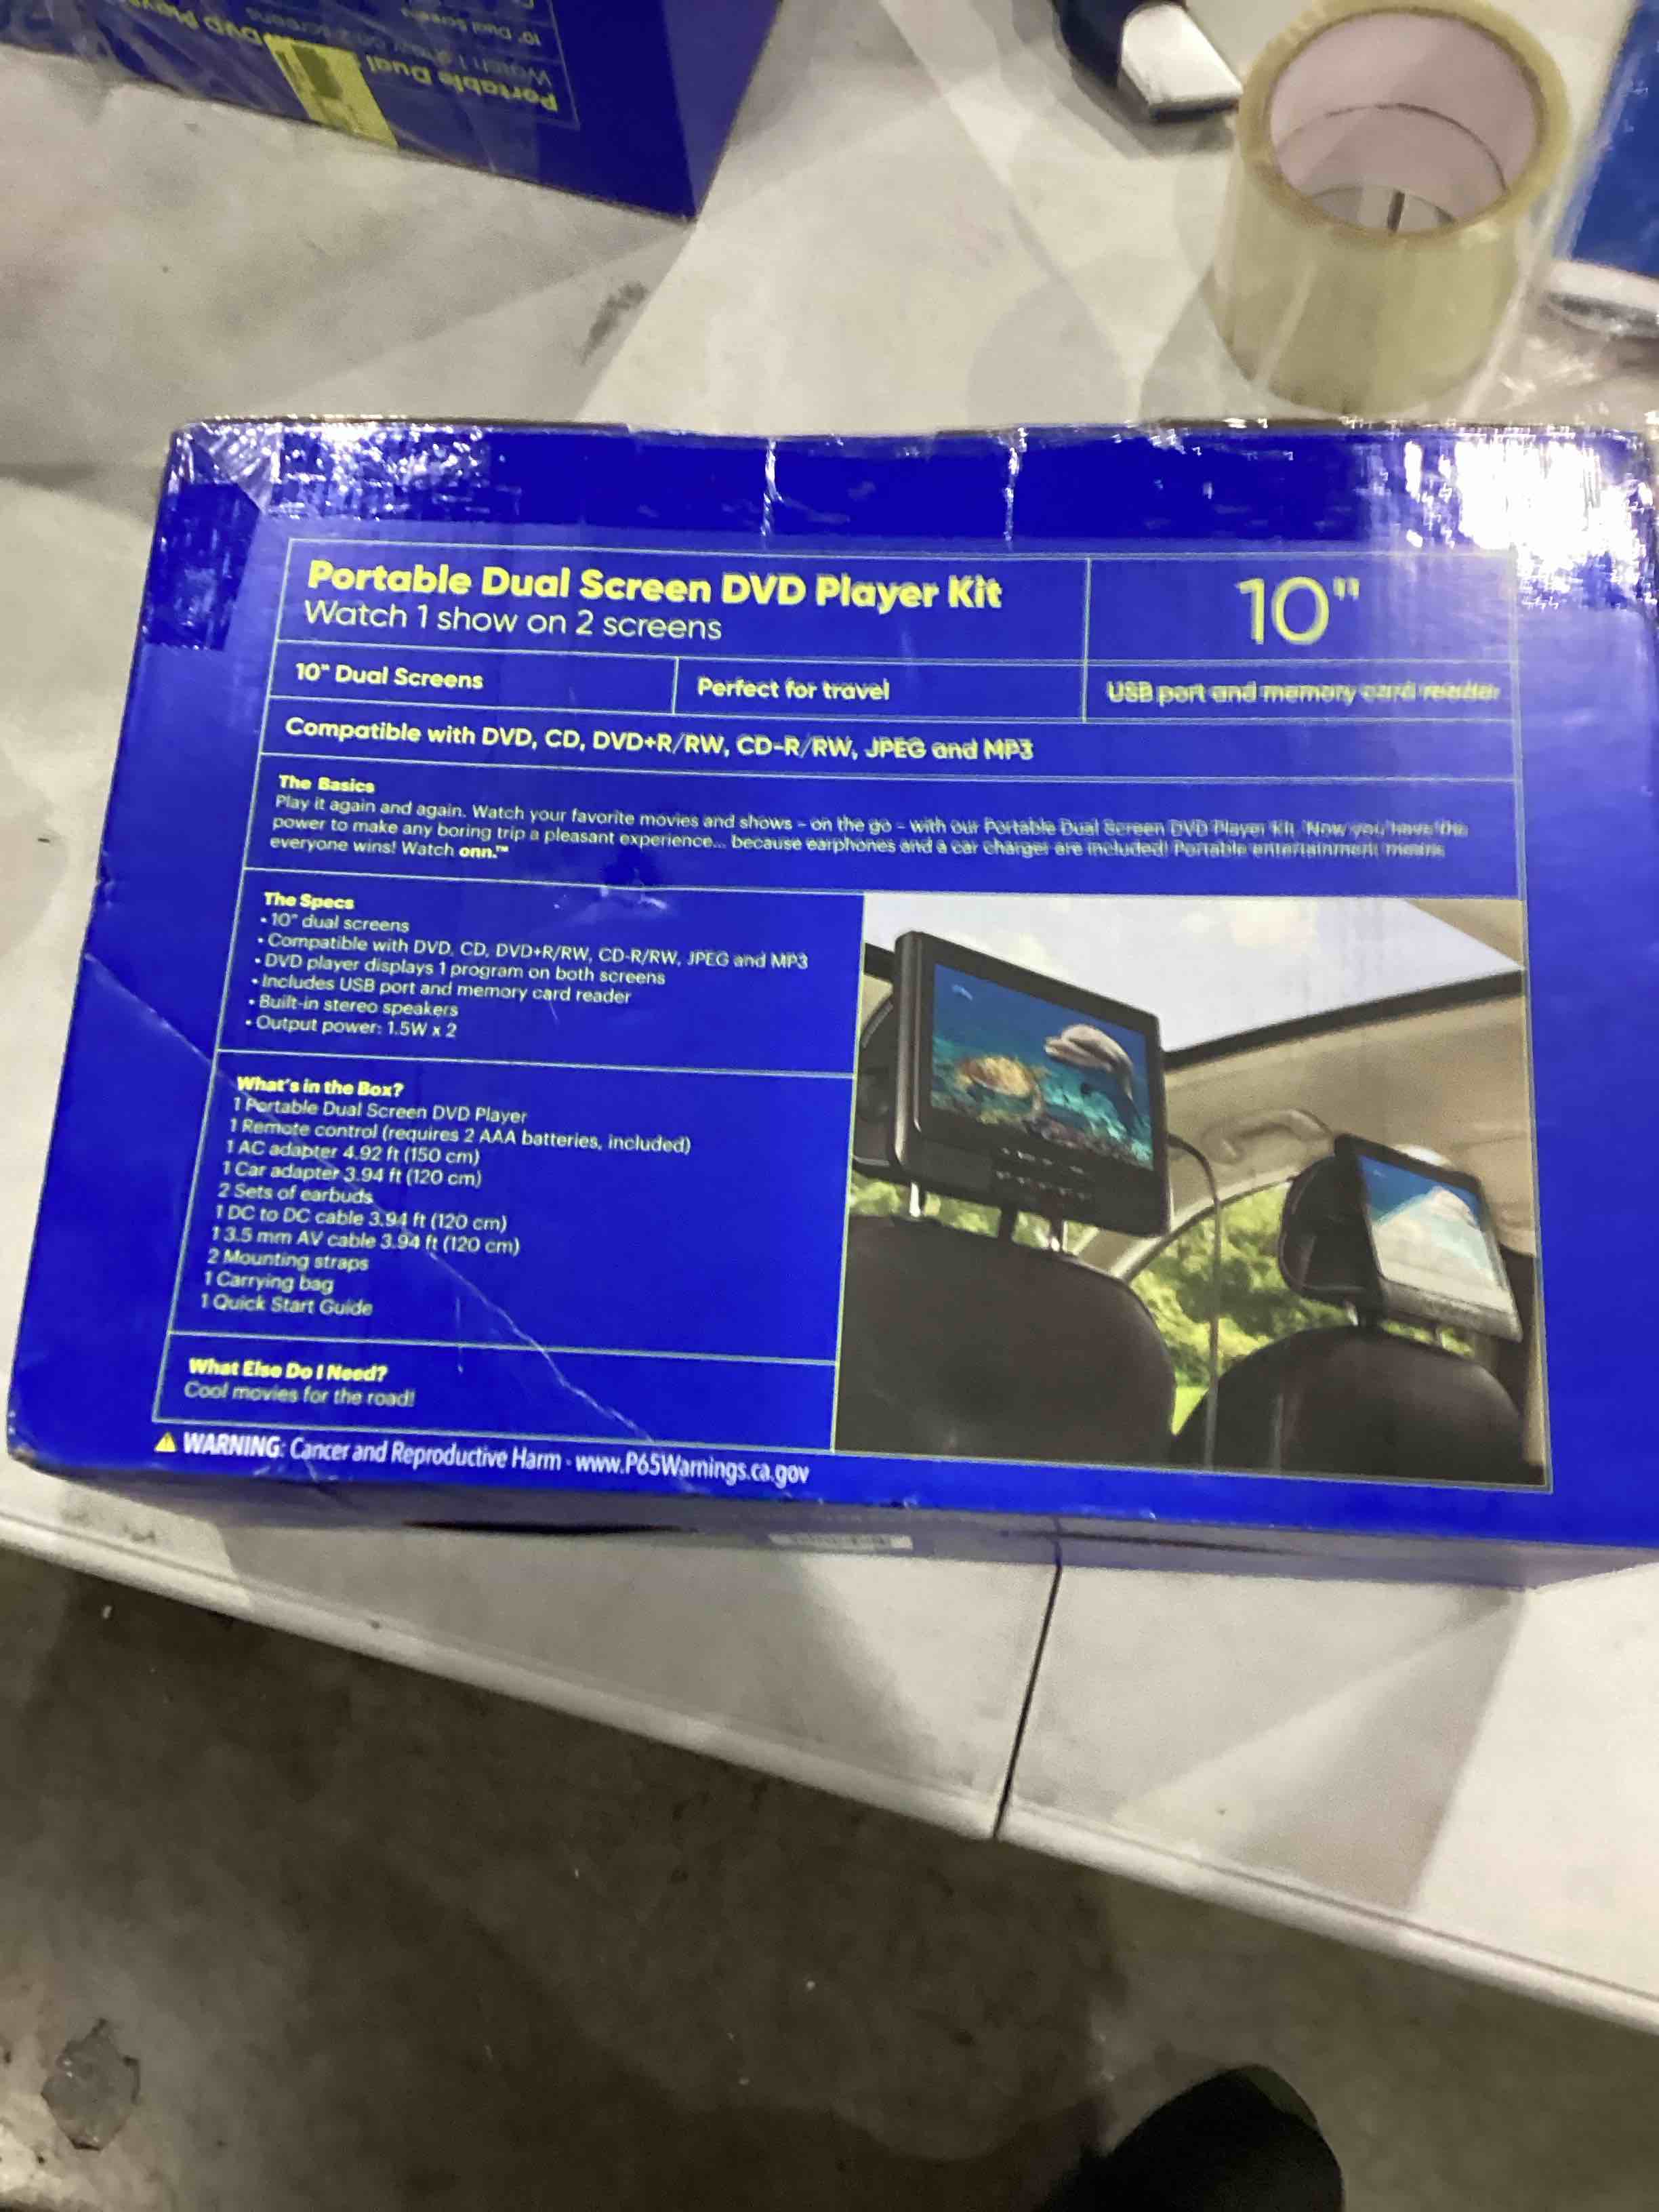 Portable Dual
10" Dual Screens
Portable Dual Screen DVD Player Kit
Watch 1 show on 2 screens
10"
10" Dual Screens
Perfect for travel
USB port and memory card reader
Compatible with DVD, CD, DVD+R/RW, CD-R/RW, JPEG and MP3
The Basics
Play it again and again. Watch your favorite movies and shows – on the go – with our Portable Dual Screen DVD Player Kit. Now you have the
power to make any boring trip a pleasant experience... because earphones and a car charger are included! Portable entertainment means
everyone wins! Watch onn.™
The Specs
• 10" dual screens
• Compatible with DVD, CD, DVD+R/RW, CD-R/RW, JPEG and MP3
• DVD player displays 1 program on both screens
• Includes USB port and memory card reader
• Built-in stereo speakers
• Output power: 1.5W x 2
What's in the Box?
1 Portable Dual Screen DVD Player
1 Remote control (requires 2 AAA batteries, included)
1 AC adapter 4.92 ft (150 cm)
1 Car adapter 3.94 ft (120 cm)
2 Sets of earbuds
1 DC to DC cable 3.94 ft (120 cm)
1 3.5 mm AV cable 3.94 ft (120 cm)
2 Mounting straps
1 Carrying bag
1 Quick Start Guide
What Else Do I Need?
Cool movies for the road!
⚠ WARNING: Cancer and Reproductive Harm - www.P65Warnings.ca.gov